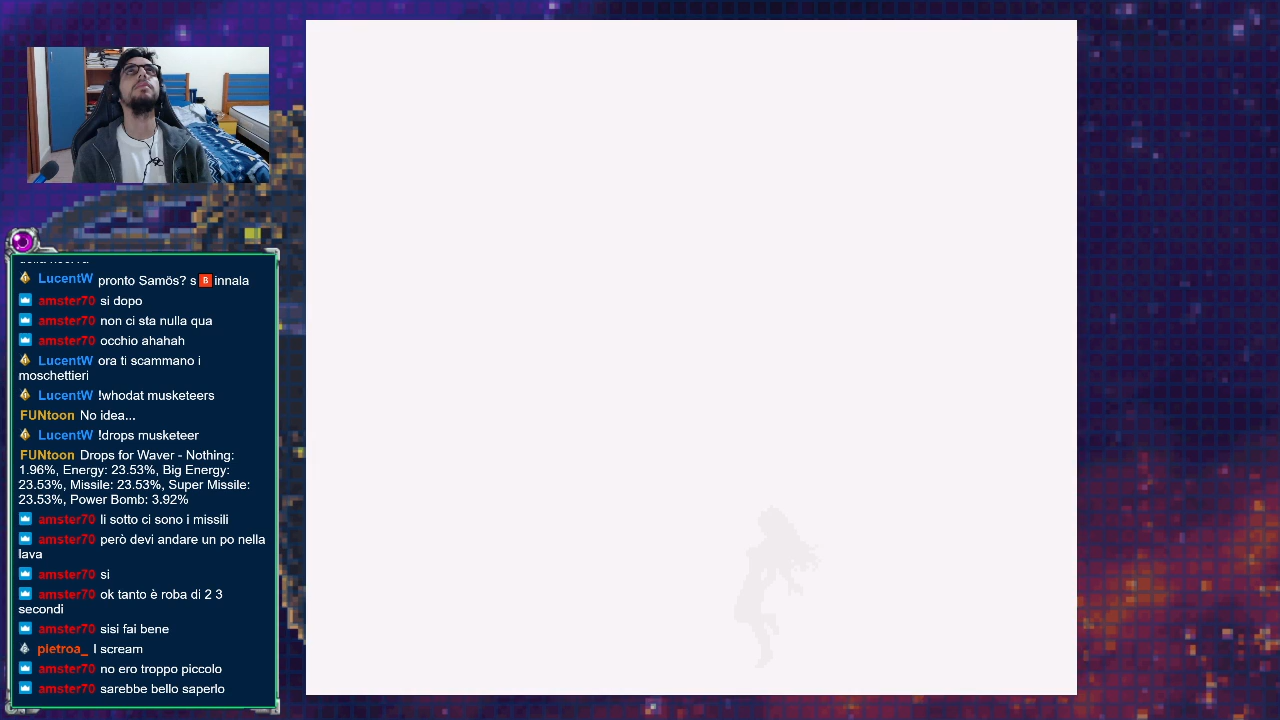 LucentW pronto Samös? s B innala
amster70 si dopo
amster70 non ci sta nulla qua
amster70 occhio ahahah
LucentW ora ti scammano i
moschettieri
LucentW !whodat musketeers
FUNtoon No idea...
LucentW !drops musketeer
FUNtoon Drops for Waver - Nothing:
1.96%, Energy: 23.53%, Big Energy:
23.53%, Missile: 23.53%, Super Missile:
23.53%, Power Bomb: 3.92%
amster70 li sotto ci sono i missili
amster70 però devi andare un po nella
lava
amster70 si
amster70 ok tanto è roba di 2 3
secondi
amster70 sisi fai bene
pietroa_ I scream
amster70 no ero troppo piccolo
amster70 sarebbe bello saperlo